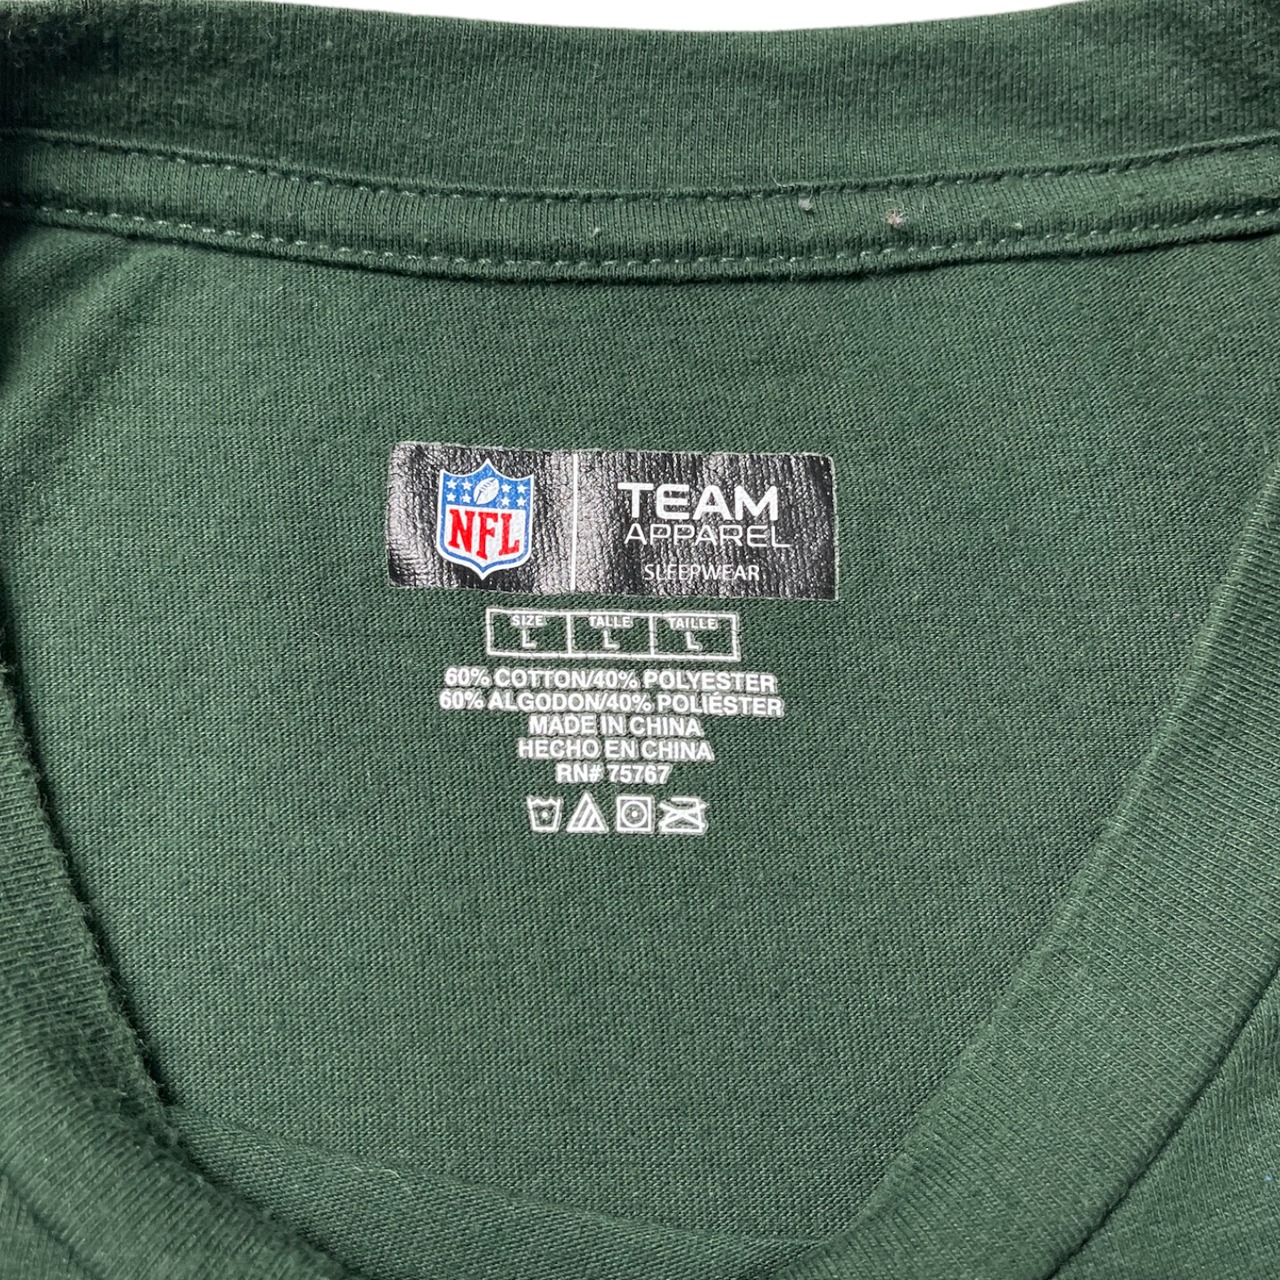 NFL
TEAM
APPAREL
SLEEPWEAR
SIZE TALLE TAILLE
L L L
60% COTTON/40% POLYESTER
60% ALGODON/40% POLIÉSTER
MADE IN CHINA
HECHO EN CHINA
RN# 75767